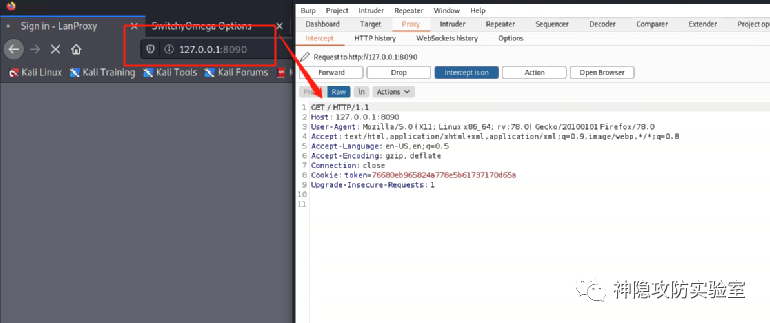 Sign in - LanProxy
SwitchyOmega Options
127.0.0.1:8090
Kali Linux
Kali Training
Kali Tools
Kali Forums
Burp Project Intruder Repeater Window Help
Dashboard Target Proxy Intruder Repeater Sequencer Decoder Comparer Extender Project op
Intercept HTTP history WebSockets history Options
Request to http://127.0.0.1:8090
Forward Drop Intercept is on Action Open Browser
Raw \n Actions
1 GET / HTTP/1.1
2 Host: 127.0.0.1:8090
3 User-Agent: Mozilla/5.0 (X11; Linux x86_64; rv:78.0) Gecko/20100101 Firefox/78.0
4 Accept: text/html,application/xhtml+xml,application/xml;q=0.9,image/webp,*/*;q=0.8
5 Accept-Language: en-US,en;q=0.5
6 Accept-Encoding: gzip, deflate
7 Connection: close
8 Cookie: token=76680eb965824a778e5b61737170d65a
9 Upgrade-Insecure-Requests: 1
10
11
神隐攻防实验室